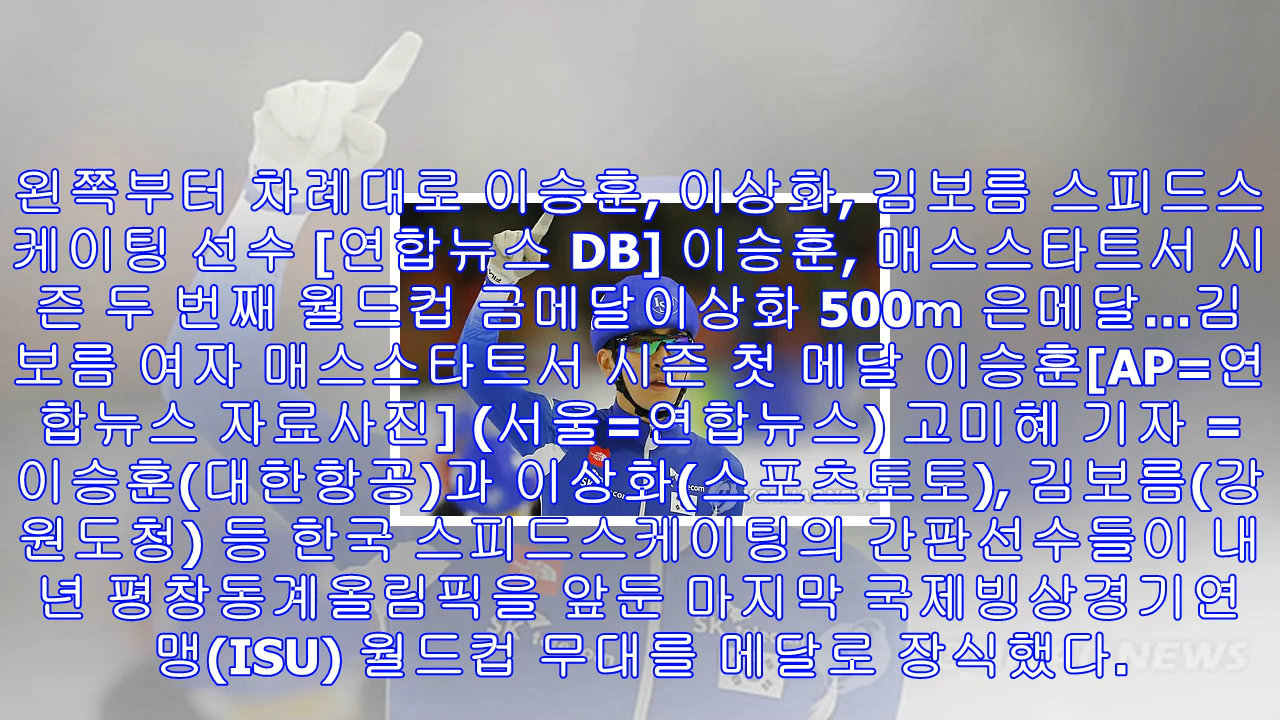 왼쪽부터 차례대로 이승훈, 이상화, 김보름 스피드스
케이팅 선수 [연합뉴스 DB] 이승훈, 매스스타트서 시
즌 두 번째 월드컵 금메달 이상화 500m 은메달...김
보름 여자 매스스타트서 시즌 첫 메달 이승훈[AP=연
합뉴스 자료사진] (서울=연합뉴스) 고미혜 기자 =
이승훈(대한항공)과 이상화(스포츠토토), 김보름(강
원도청) 등 한국 스피드스케이팅의 간판선수들이 내
년 평창동계올림픽을 앞둔 마지막 국제빙상경기연
맹(ISU) 월드컵 무대를 메달로 장식했다.
SK
SK
NEWS